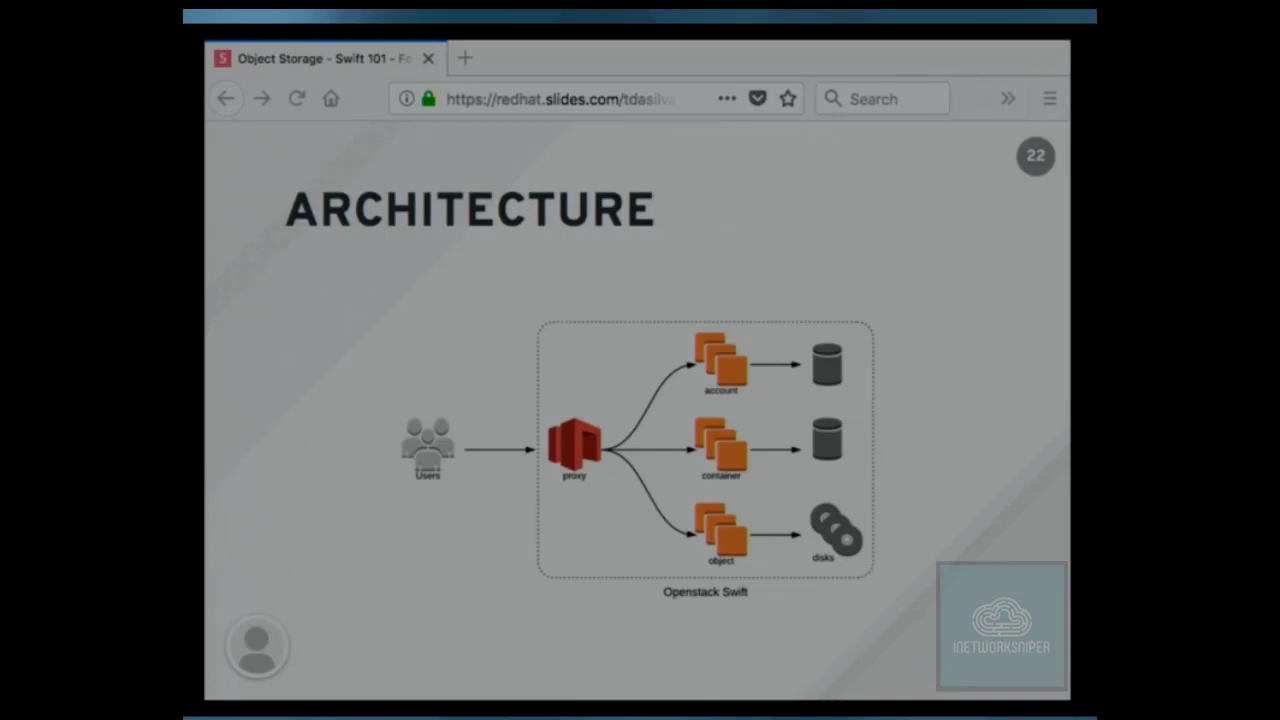 Object Storage - Swift 101 - Fo
https://redhat.slides.com/tdasilva
Search
22
ARCHITECTURE
account
Users
proxy
container
object
disks
Openstack Swift
INETWORKSNIPER